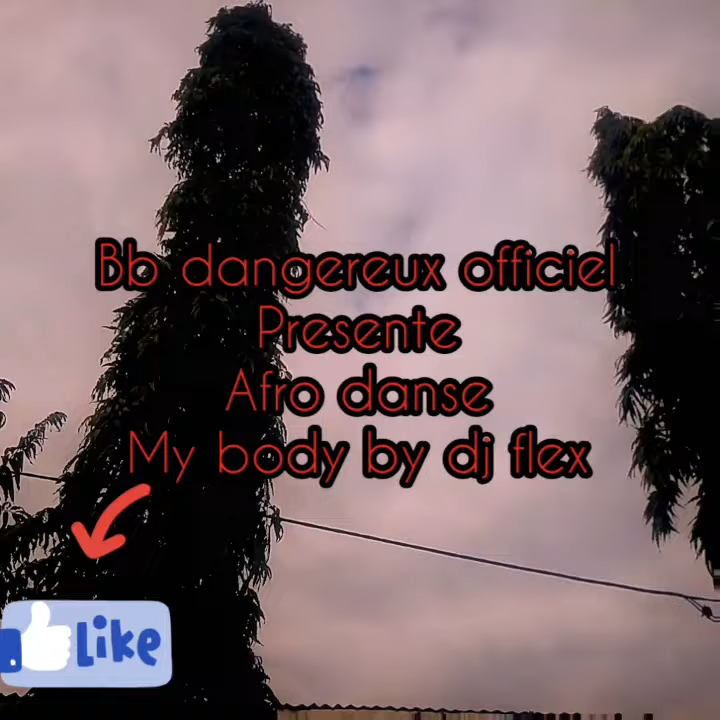 Bb dangereux officiel
Presente
Afro danse
My body by dj flex
Like